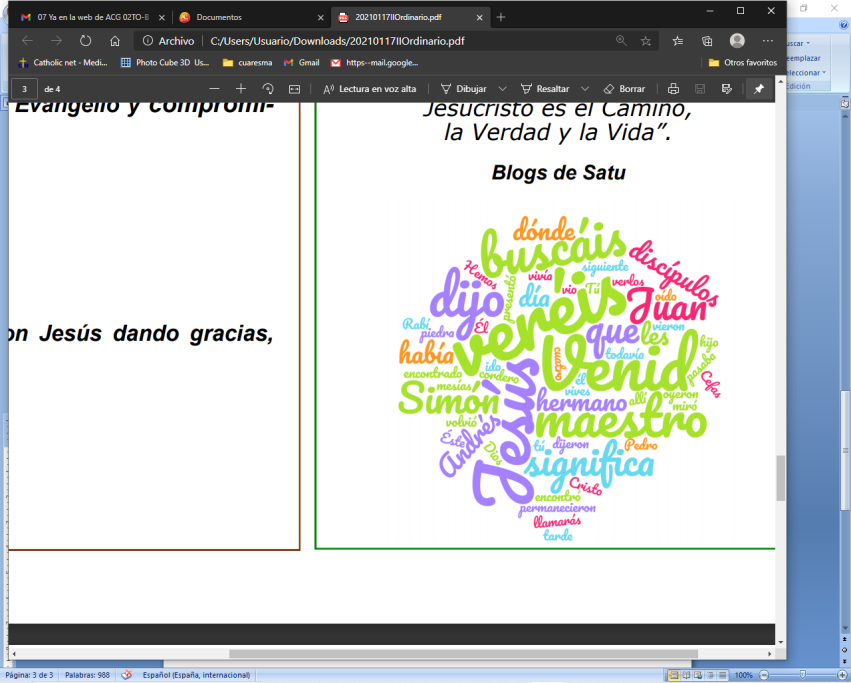 07 Ya en la web de ACG 02TO-B
Documentos
20210117IIOrdinario.pdf
Archivo
C:/Users/Usuario/Downloads/20210117IIOrdinario.pdf
Catholic net - Medi...
Photo Cube 3D Us...
cuaresma
Gmail
https--mail.google...
Otros favoritos
3 de 4
Lectura en voz alta
Dibujar
Resaltar
Borrar
uscar
eemplazar
eleccionar
Edición
Evangelio y compromi-
on Jesús dando gracias,
Jesucristo es el Camino,
la Verdad y la Vida”.
Blogs de Satu
dónde
buscáis
discípulos
Hemos
vivía
siguiente
dijo
presentó
día
vio
Tú
verlos
oído
Juan
veréis
Rabí
piedra
Él
que
les
vieron
hijo
había
cuatro
todavía
Venid
pasaba
encontrado
ido
cordero
mesías
él
vives
Cefas
Simón
Jesús
hermano
allí
oyeron
miró
volvió
maestro
Éste
Andrés
Dios
tú
dijeron
Pedro
significa
Cristo
encontró
permanecieron
llamarás
tarde
Página: 3 de 3
Palabras: 988
Español (España, internacional)
100%